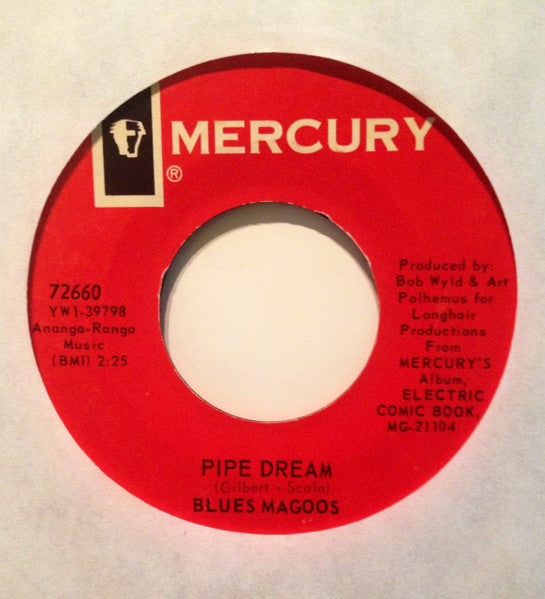 MERCURY
®
72660
YW1-39798
Ananga-Ranga
Music
(BMI) 2:25
Produced by:
Bob Wyld & Art
Polhemus for
Longhair
Productions
From
MERCURY'S
Album,
ELECTRIC
COMIC BOOK,
MG-21104
PIPE DREAM
(Gilbert - Scala)
BLUES MAGOOS